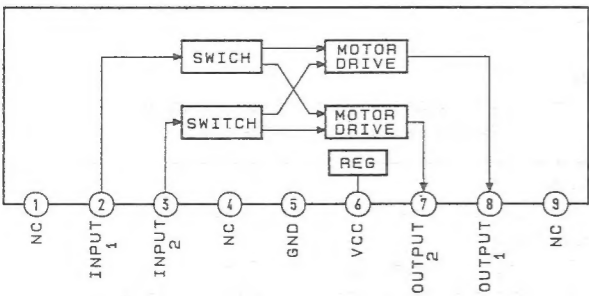 SWICH
MOTOR
DRIVE
SWITCH
MOTOR
DRIVE
REG
1
2
3
4
5
6
7
8
9
NC
INPUT
1
INPUT
2
NC
GND
VCC
OUTPUT
2
OUTPUT
1
NC